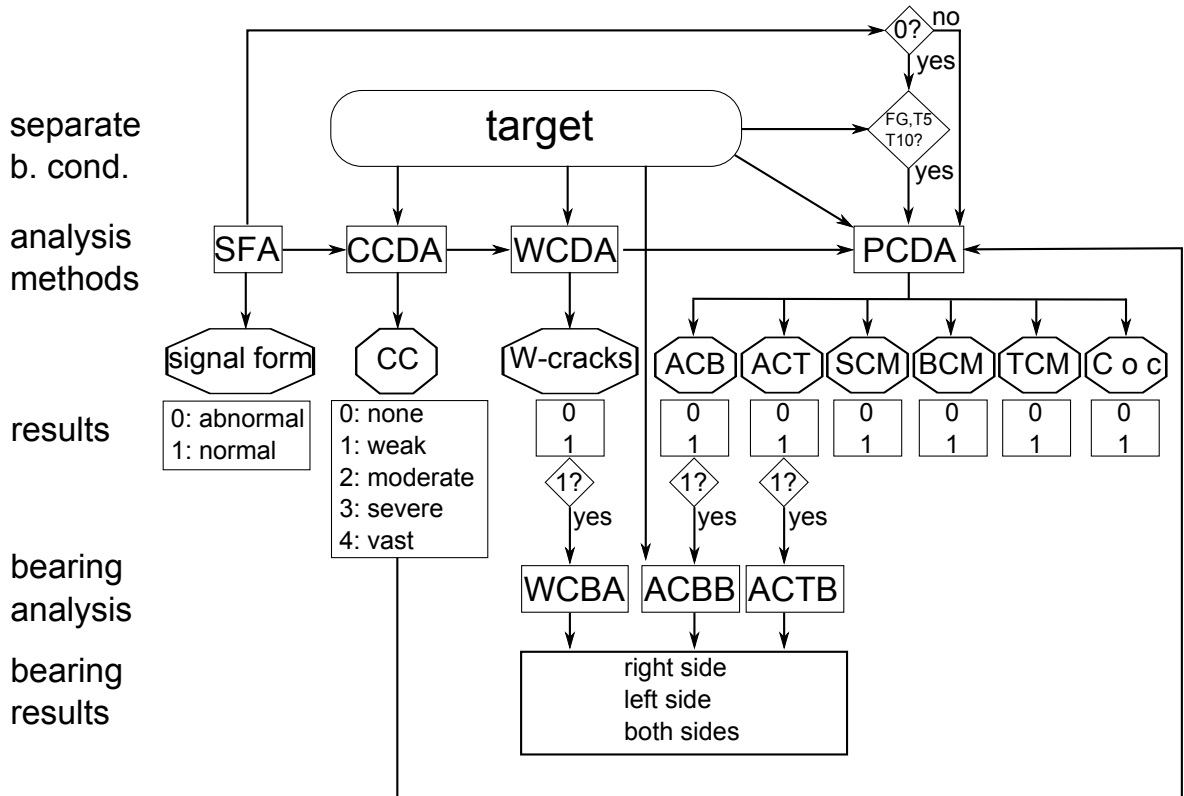 0?
no
yes
separate
b. cond.
target
FG,T5
T10?
yes
analysis
methods
SFA
CCDA
WCDA
PCDA
signal form
CC
W-cracks
ACB
ACT
SCM
BCM
TCM
C o c
results
0: abnormal
1: normal
0: none
1: weak
2: moderate
3: severe
4: vast
0
1
0
1
0
1
0
1
0
1
0
1
0
1
1?
yes
1?
yes
1?
yes
bearing
analysis
WCBA
ACBB
ACTB
bearing
results
right side
left side
both sides